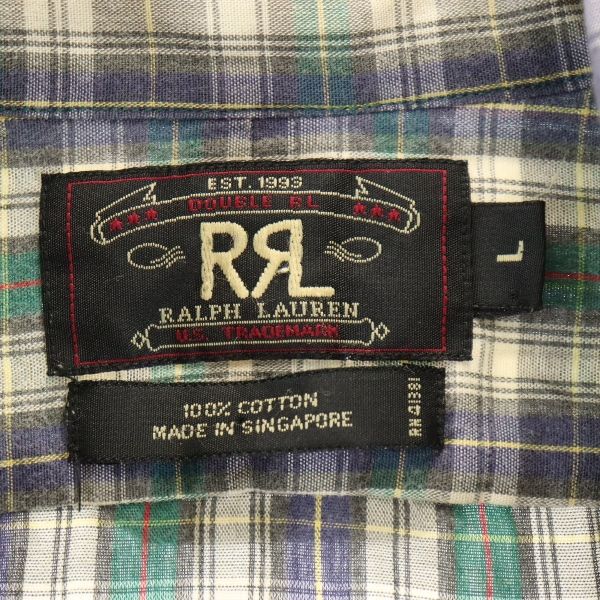 EST. 1993
DOUBLE RL
RRL
RALPH LAUREN
U.S. TRADEMARK
L
100% COTTON
MADE IN SINGAPORE
RN 41381